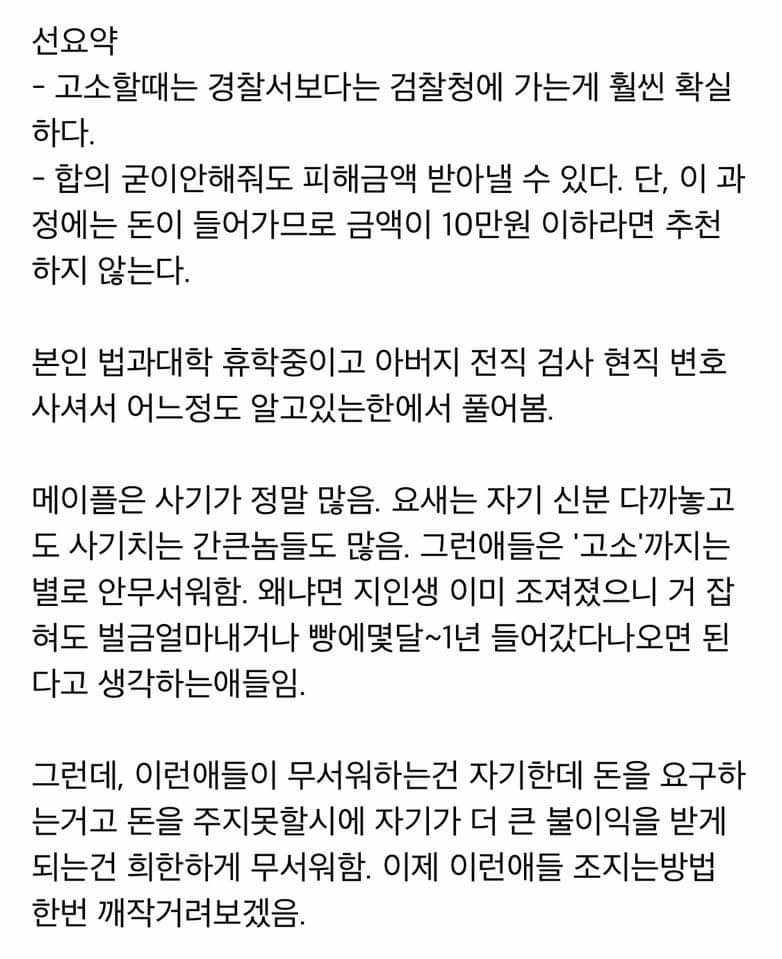 선요약
- 고소할때는 경찰서보다는 검찰청에 가는게 훨씬 확실
하다.
- 합의 굳이안해줘도 피해금액 받아낼 수 있다. 단, 이 과
정에는 돈이 들어가므로 금액이 10만원 이하라면 추천
하지 않는다.
본인 법과대학 휴학중이고 아버지 전직 검사 현직 변호
사셔서 어느정도 알고있는한에서 풀어봄.
메이플은 사기가 정말 많음. 요새는 자기 신분 다까놓고
도 사기치는 간큰놈들도 많음. 그런애들은 '고소'까지는
별로 안무서워함. 왜냐면 지인생 이미 조져졌으니 거 잡
혀도 벌금얼마내거나 빵에몇달~1년 들어갔다나오면 된
다고 생각하는애들임.
그런데, 이런애들이 무서워하는건 자기한데 돈을 요구하
는거고 돈을 주지못할시에 자기가 더 큰 불이익을 받게
되는건 희한하게 무서워함. 이제 이런애들 조지는방법
한번 깨작거려보겠음.